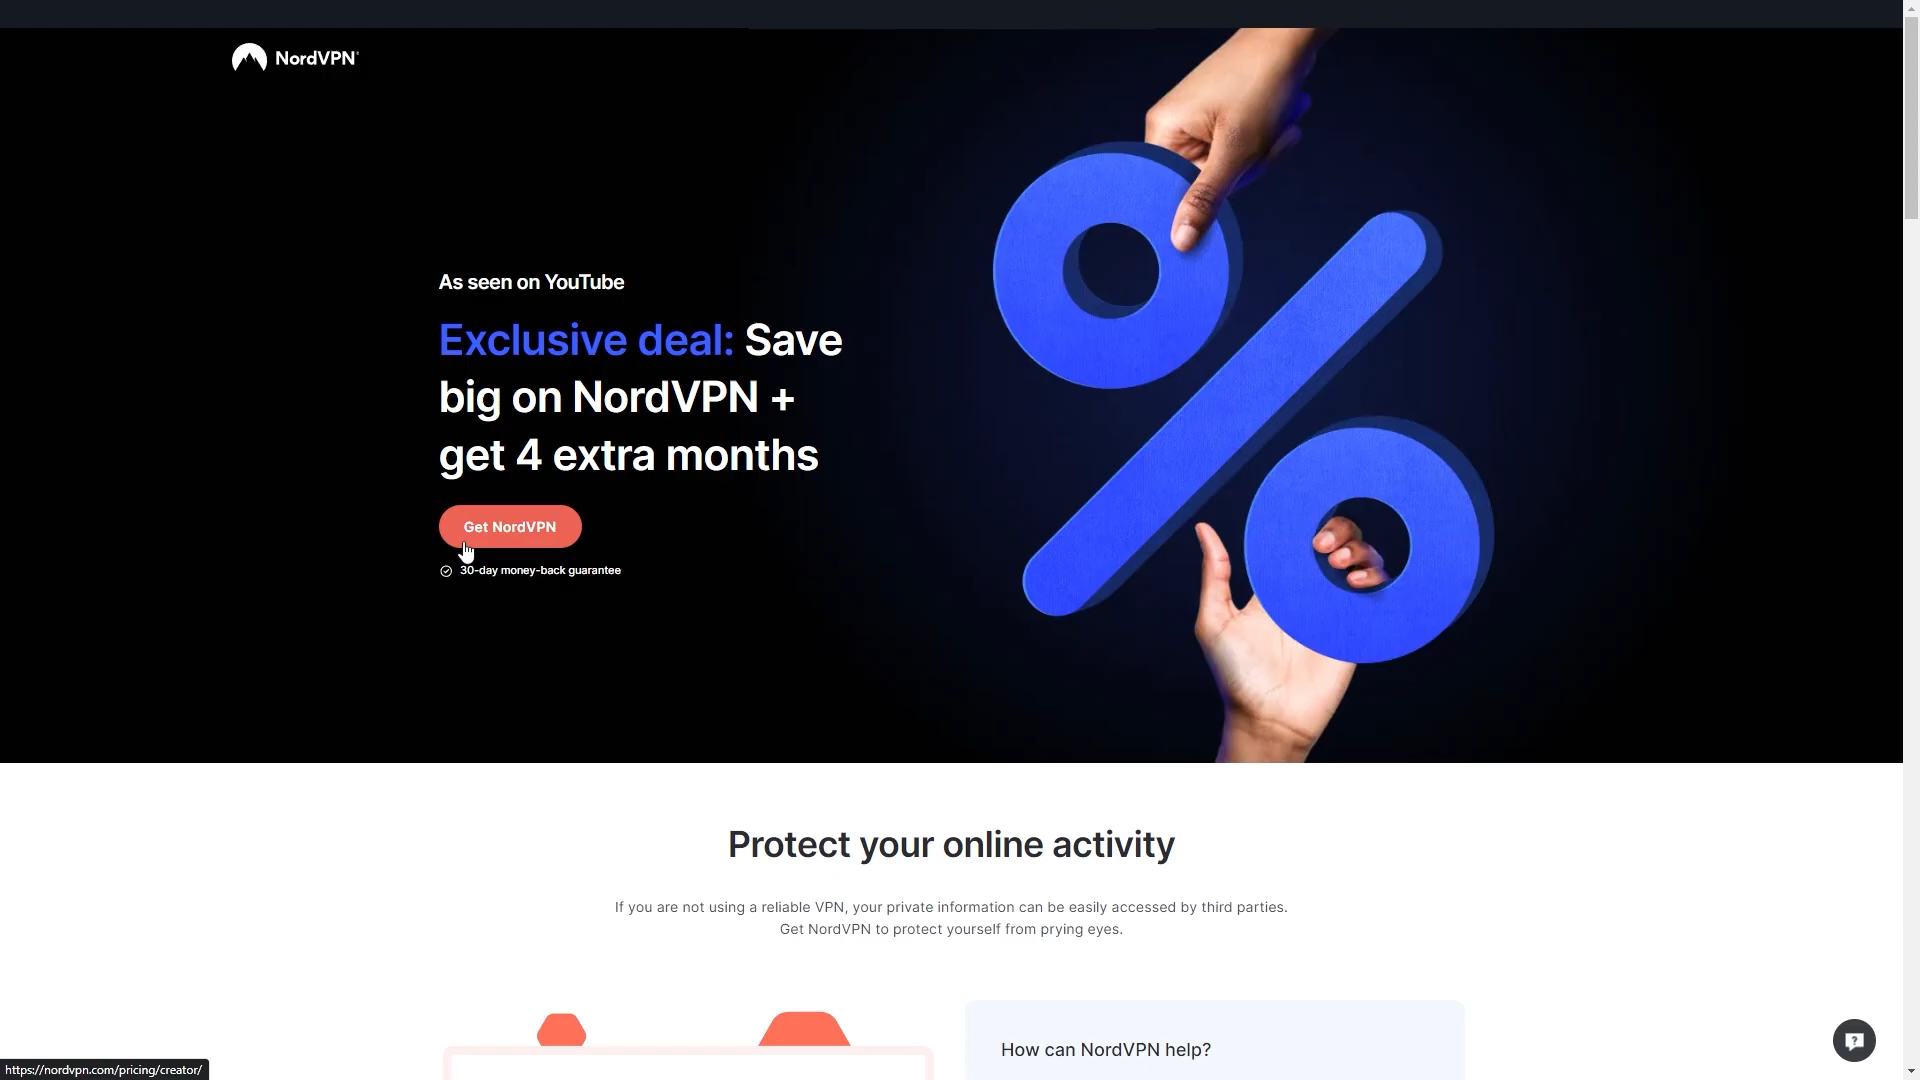 NordVPN
As seen on YouTube
Exclusive deal: Save
big on NordVPN +
get 4 extra months
Get NordVPN
30-day money-back guarantee
Protect your online activity
If you are not using a reliable VPN, your private information can be easily accessed by third parties.
Get NordVPN to protect yourself from prying eyes.
How can NordVPN help?
https://nordvpn.com/pricing/creator/